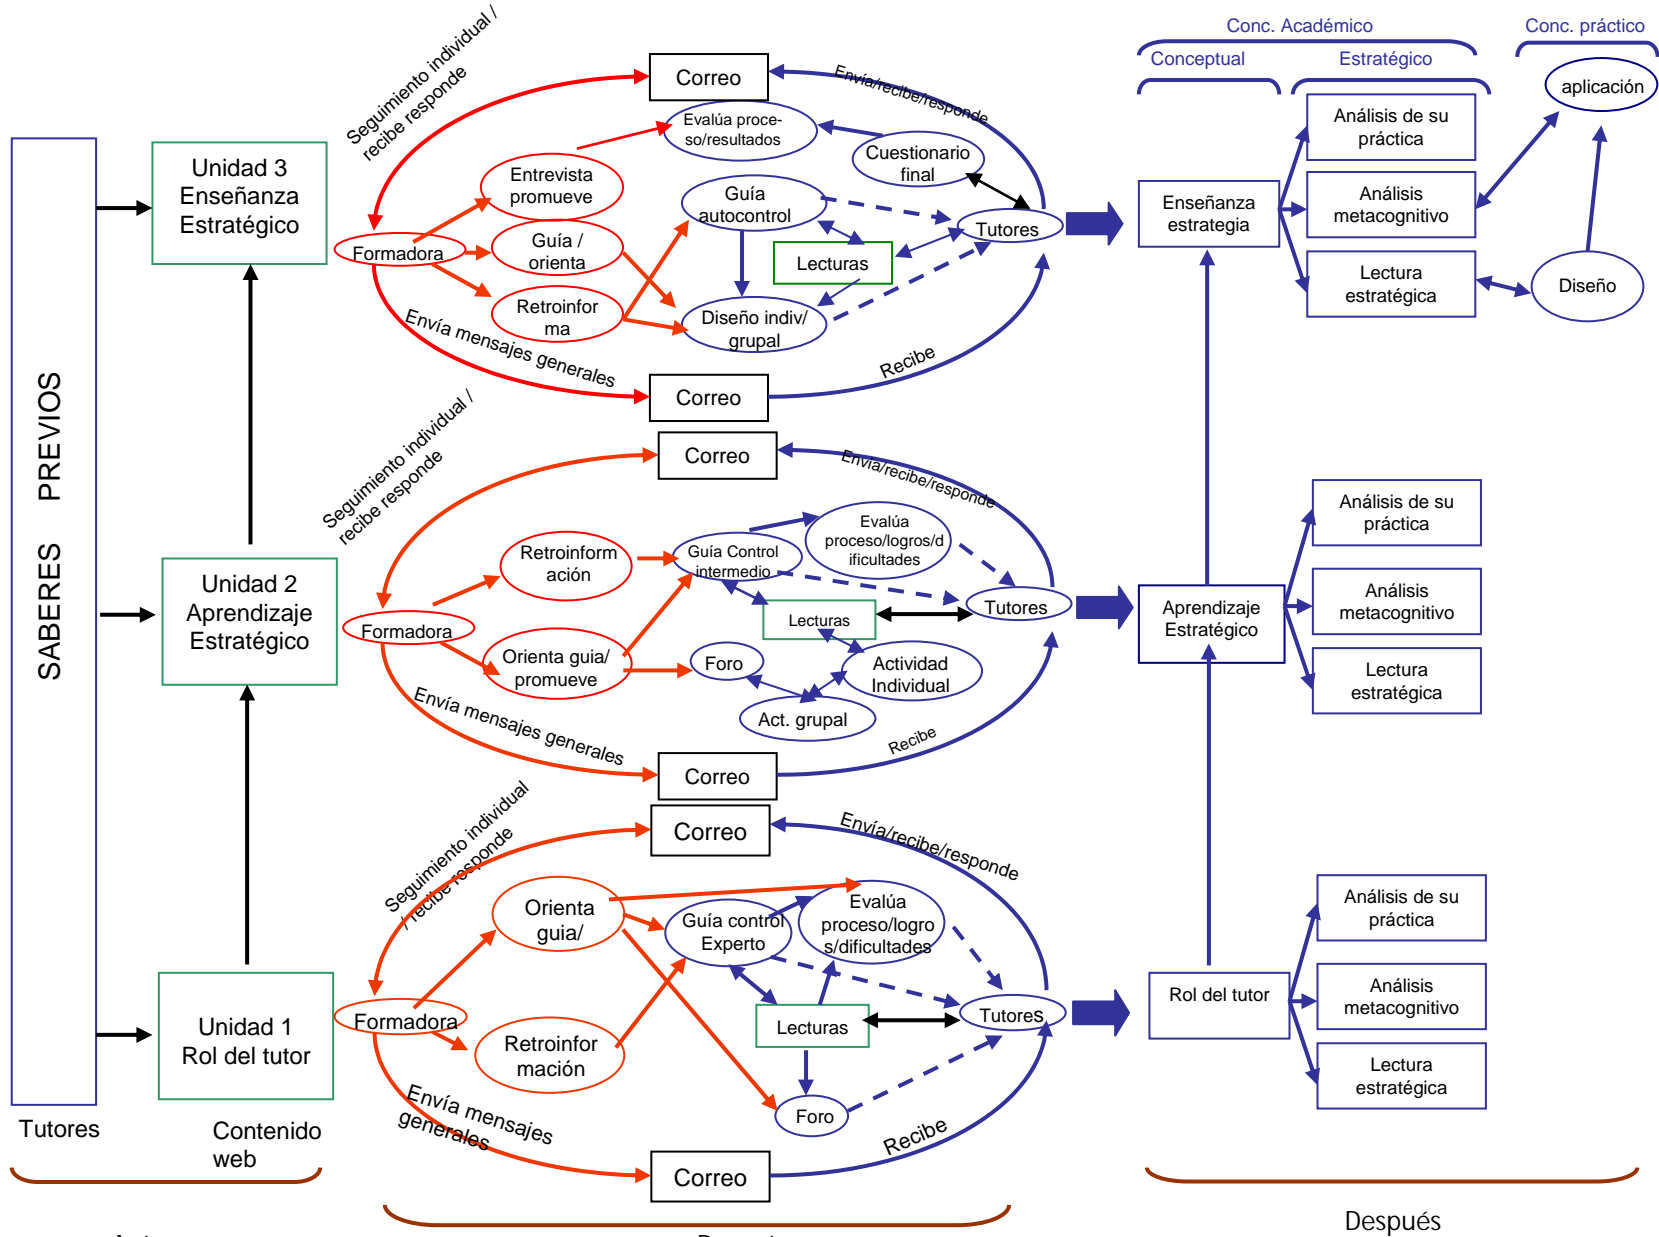 Conc. Académico
Conc. práctico
Conceptual
Estratégico
SABERES PREVIOS
Unidad 3
Enseñanza
Estratégico
Seguimiento individual /
recibe responde
Correo
Envía/recibe/responde
Evalúa proce-
so/resultados
Cuestionario
final
Entrevista
promueve
Guía
autocontrol
Formadora
Guía /
orienta
Lecturas
Tutores
Retroinfor
ma
Diseño indiv/
grupal
Envía mensajes generales
Correo
Recibe
Enseñanza
estrategia
Análisis de su
práctica
Análisis
metacognitivo
Lectura
estratégica
aplicación
Diseño
Unidad 2
Aprendizaje
Estratégico
Seguimiento individual /
recibe responde
Correo
Envía/recibe/responde
Evalúa
proceso/logros/d
ificultades
Retroinform
ación
Guía Control
intermedio
Formadora
Lecturas
Tutores
Orienta guia/
promueve
Foro
Actividad
Individual
Act. grupal
Envía mensajes generales
Correo
Recibe
Aprendizaje
Estratégico
Análisis de su
práctica
Análisis
metacognitivo
Lectura
estratégica
Unidad 1
Rol del tutor
Seguimiento individual
/ recibe responde
Correo
Envía/recibe/responde
Orienta
guia/
Guía control
Experto
Evalúa
proceso/logro
s/dificultades
Formadora
Lecturas
Tutores
Retroinfor
mación
Foro
Envía mensajes
generales
Correo
Recibe
Rol del tutor
Análisis de su
práctica
Análisis
metacognitivo
Lectura
estratégica
Tutores
Contenido
web
Después